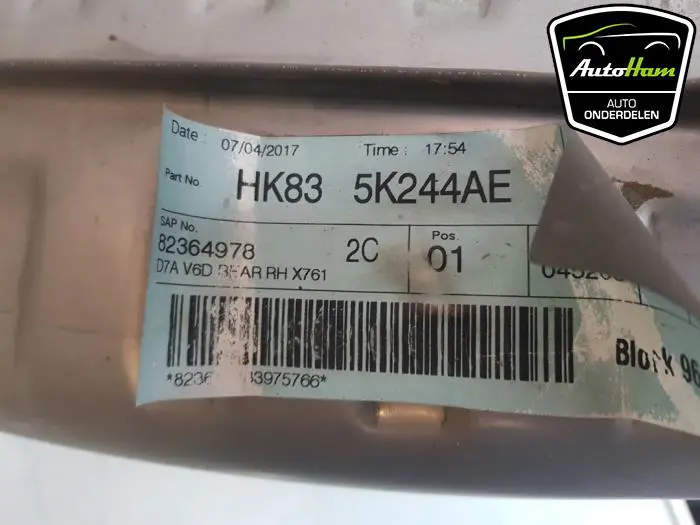 AutoHam
AUTO
ONDERDELEN
Date : 07/04/2017 Time : 17:54
Part No. HK83 5K244AE
SAP No.
82364978 2C Pos. 01
D7A V6D REAR RH X761
Block